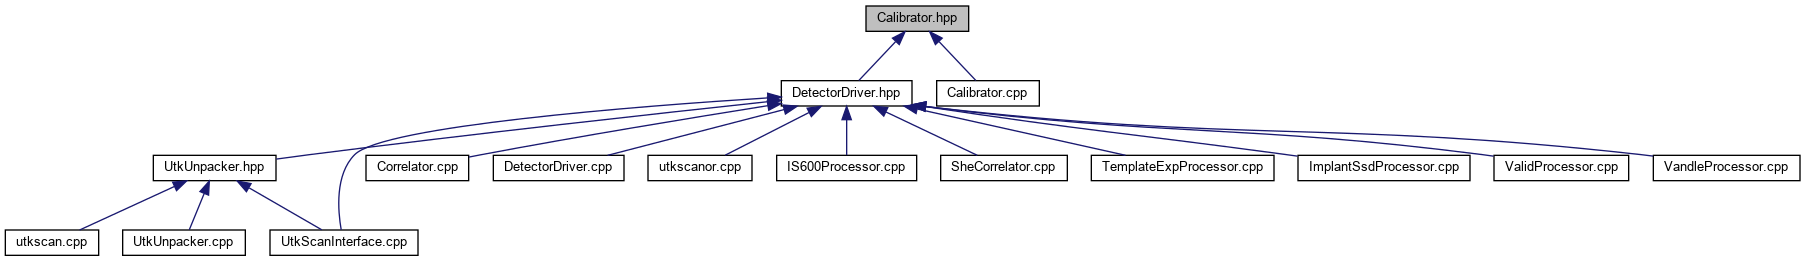 Calibrator.hpp
DetectorDriver.hpp
Calibrator.cpp
UtkUnpacker.hpp
Correlator.cpp
DetectorDriver.cpp
utkscanor.cpp
IS600Processor.cpp
SheCorrelator.cpp
TemplateExpProcessor.cpp
ImplantSsdProcessor.cpp
ValidProcessor.cpp
VandleProcessor.cpp
utkscan.cpp
UtkUnpacker.cpp
UtkScanInterface.cpp